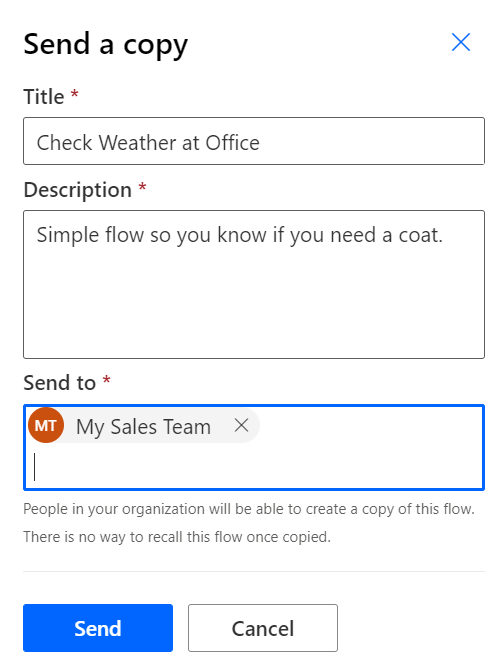 Send a copy
Title *
Check Weather at Office
Description *
Simple flow so you know if you need a coat.
Send to *
MT My Sales Team
People in your organization will be able to create a copy of this flow.
There is no way to recall this flow once copied.
Send Cancel